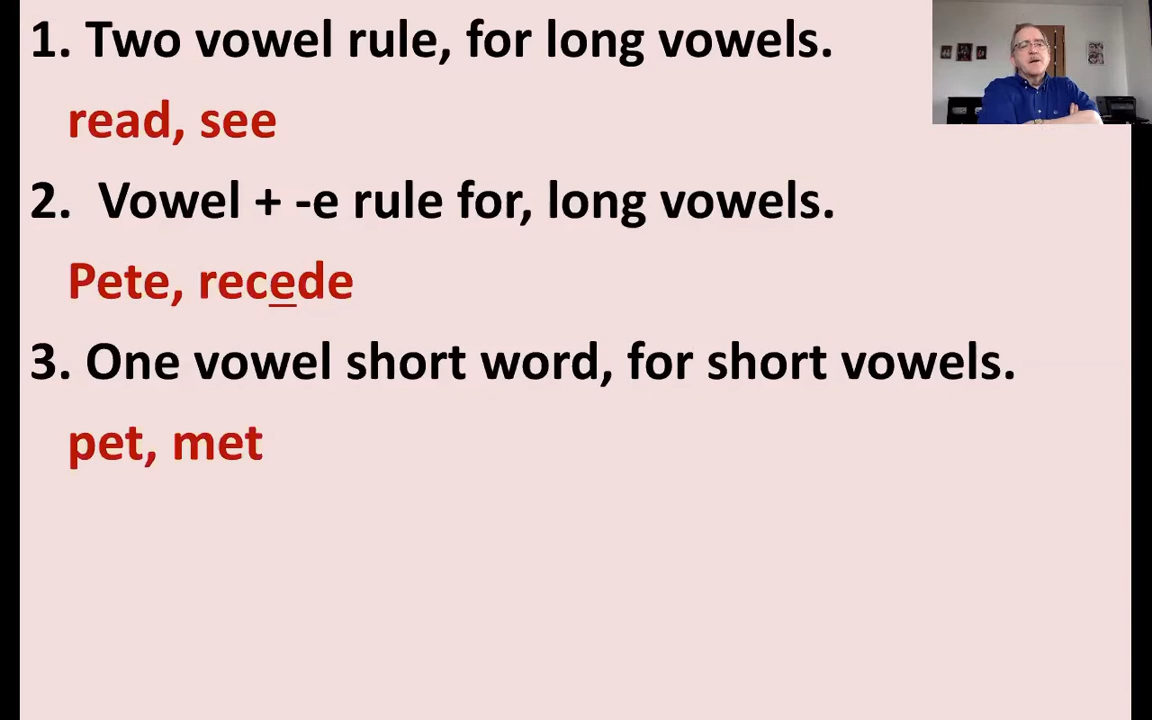 1. Two vowel rule, for long vowels.
read, see
2. Vowel + -e rule for, long vowels.
Pete, recede
3. One vowel short word, for short vowels.
pet, met